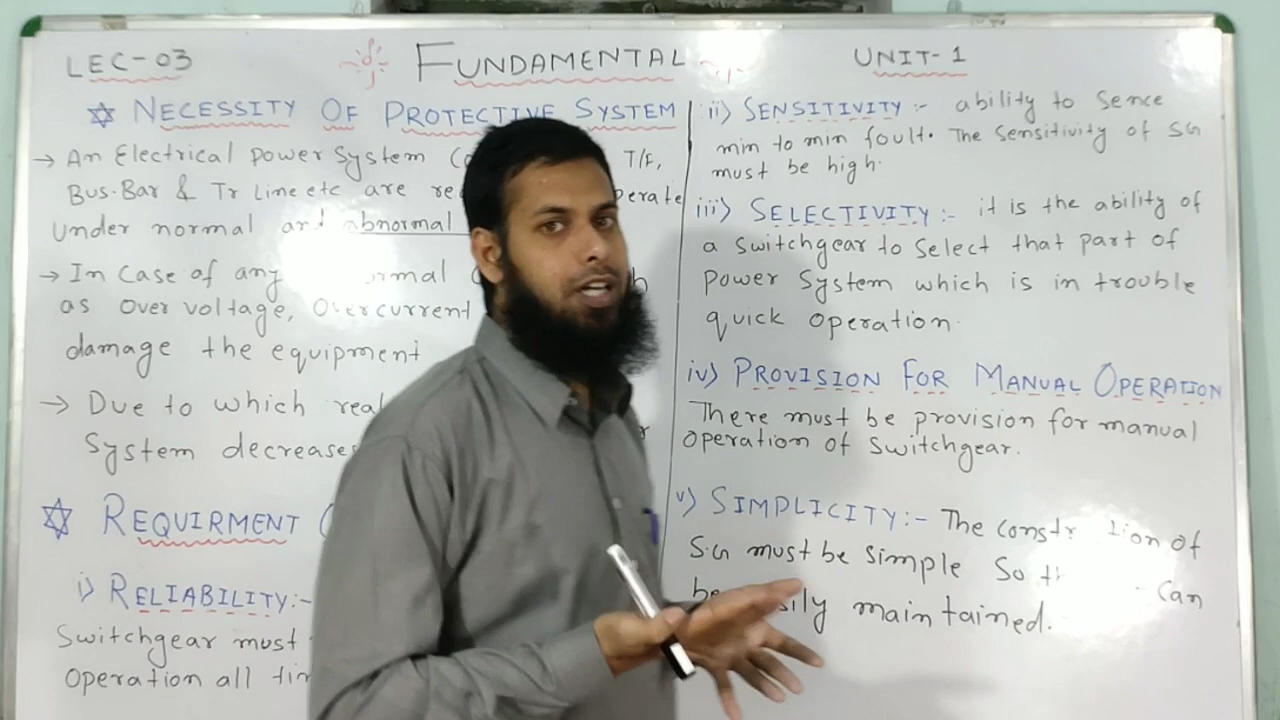 LEC-03
FUNDAMENTAL
UNIT-1
✡ NECESSITY OF PROTECTIVE SYSTEM
→ An Electrical power System T/F,
Bus-Bar & Tr Line etc are
under normal and abnormal
→ In Case of any
as over voltage, Overcurrent
damage the equipment
→ Due to which
System decreases
✡ REQUIRMENT
i) RELIABILITY:-
Switchgear must
Operation all
ii) SENSITIVITY :- ability to Sence
min to min foult. The Sensitivity of SG
must be high.
iii) SELECTIVITY :- it is the ability of
a Switchgear to Select that part of
power System which is in trouble
quick operation.
iv) PROVISION FOR MANUAL OPERATION
There must be provision for manual
operation of Switchgear.
v) SIMPLICITY:- The of
S.G must be Simple So
Can
maintained.